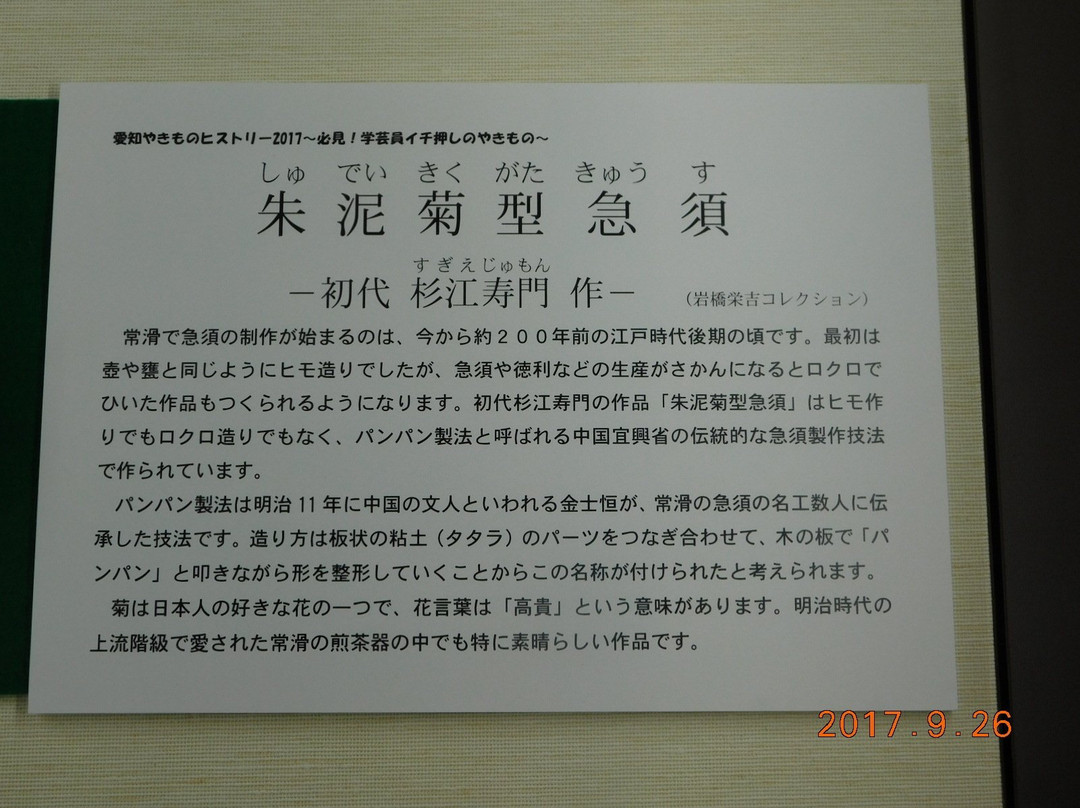 愛知やきものヒストリー2017～必見！学芸員イチ押しのやきもの～
しゅ でい きく がた きゅう す
朱泥菊型急須
すぎえじゅもん
－初代 杉江寿門 作－ （岩橋栄吉コレクション）
常滑で急須の制作が始まるのは、今から約２００年前の江戸時代後期の頃です。最初は
壺や甕と同じようにヒモ造りでしたが、急須や徳利などの生産がさかんになるとロクロで
ひいた作品もつくられるようになります。初代杉江寿門の作品「朱泥菊型急須」はヒモ作
りでもロクロ造りでもなく、パンパン製法と呼ばれる中国宜興省の伝統的な急須製作技法
で作られています。
パンパン製法は明治 11 年に中国の文人といわれる金士恒が、常滑の急須の名工数人に伝
承した技法です。造り方は板状の粘土（タタラ）のパーツをつなぎ合わせて、木の板で「パ
ンパン」と叩きながら形を整形していくことからこの名称が付けられたと考えられます。
菊は日本人の好きな花の一つで、花言葉は「高貴」という意味があります。明治時代の
上流階級で愛された常滑の煎茶器の中でも特に素晴らしい作品です。
2017.9.26